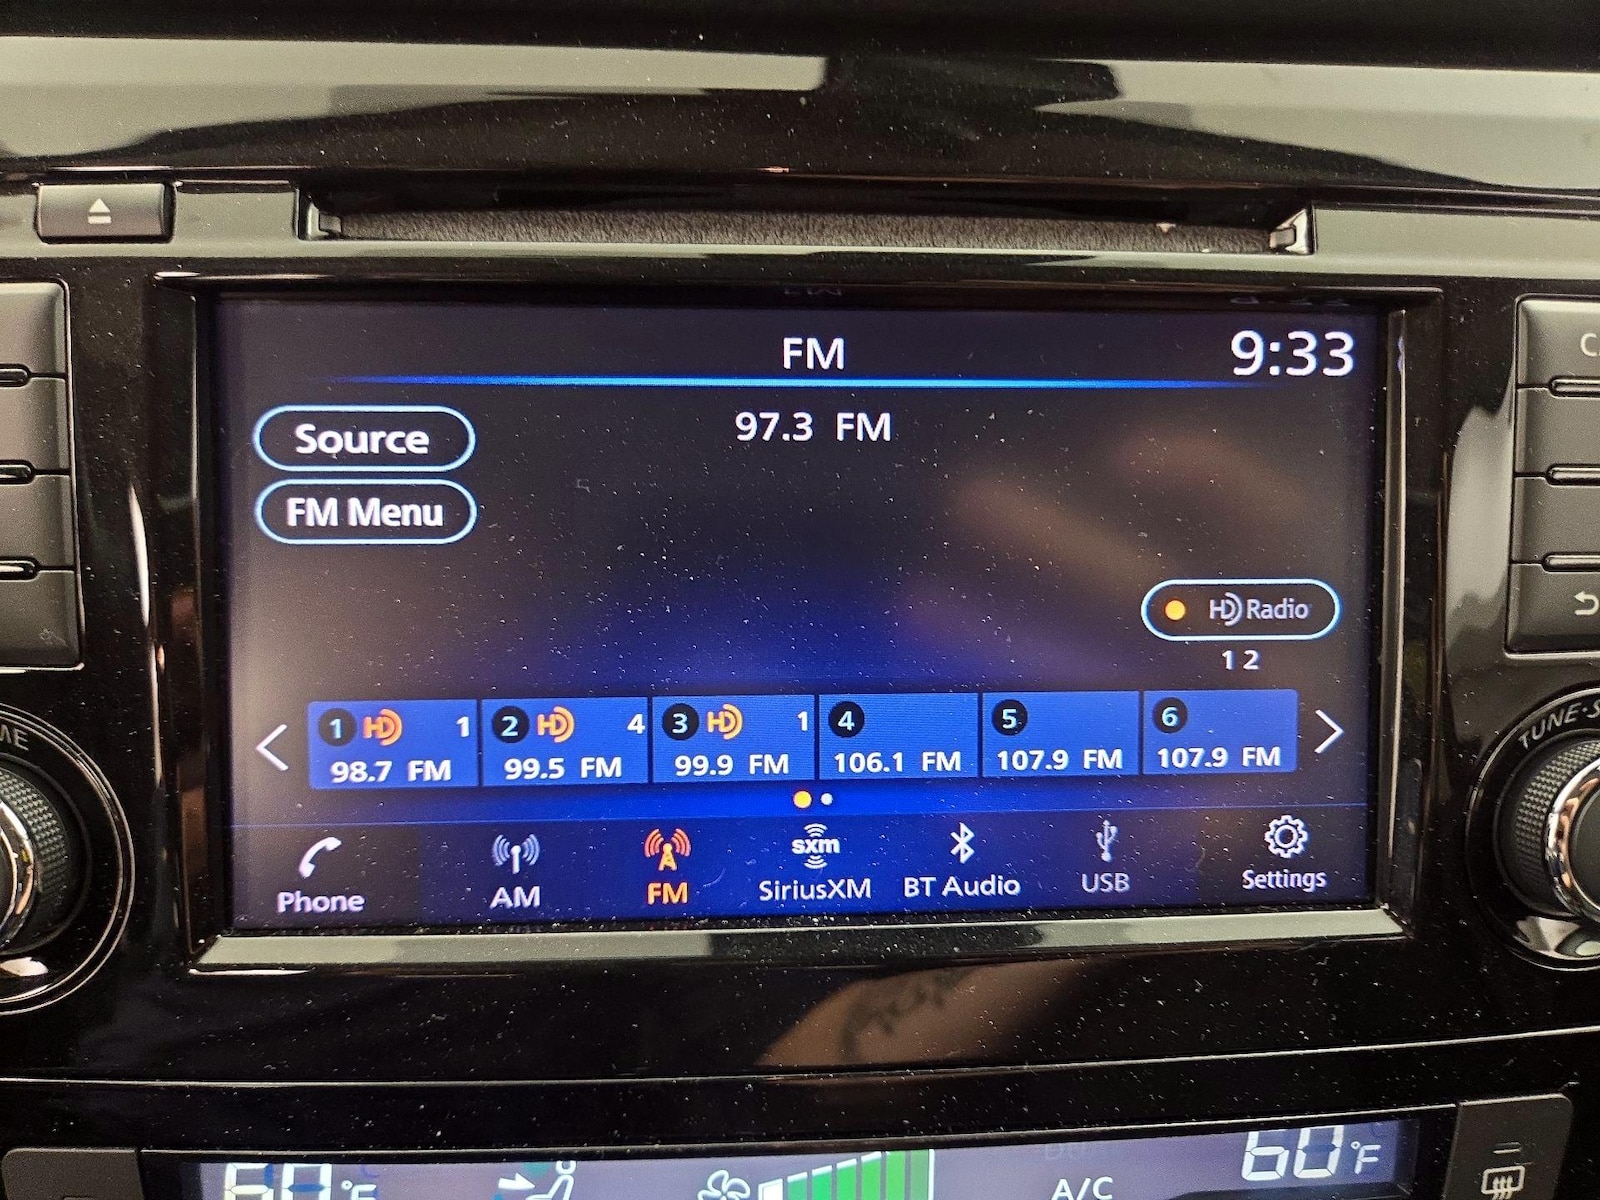 FM
9:33
Source
97.3 FM
FM Menu
HD Radio
1 2
1 HD 1
98.7 FM
2 HD 4
99.5 FM
3 HD 1
99.9 FM
4
106.1 FM
5
107.9 FM
6
107.9 FM
Phone
AM
FM
sxm
SiriusXM
BT Audio
USB
Settings
60°F
A/C
60°F